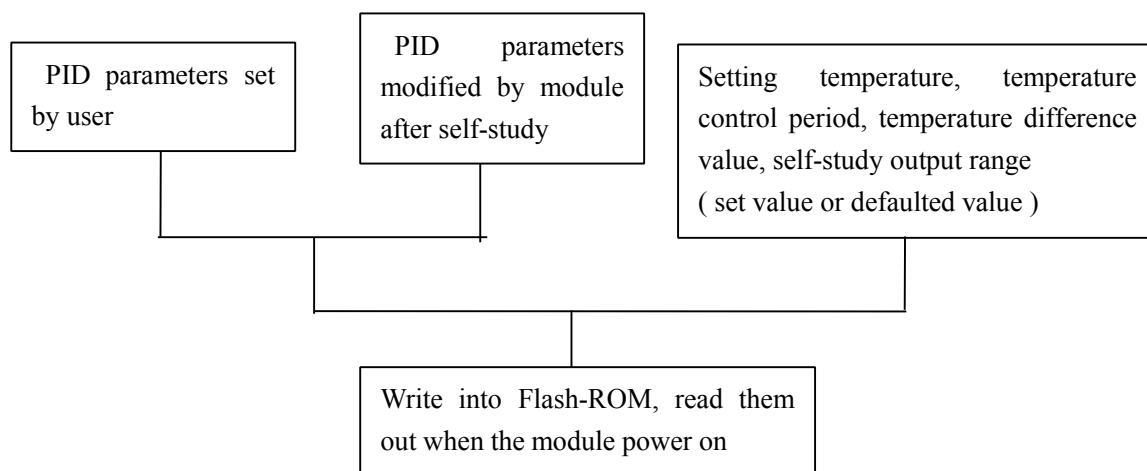 PID parameters set
by user
PID parameters
modified by module
after self-study
Setting temperature, temperature
control period, temperature difference
value, self-study output range
( set value or defaulted value )
Write into Flash-ROM, read them
out when the module power on